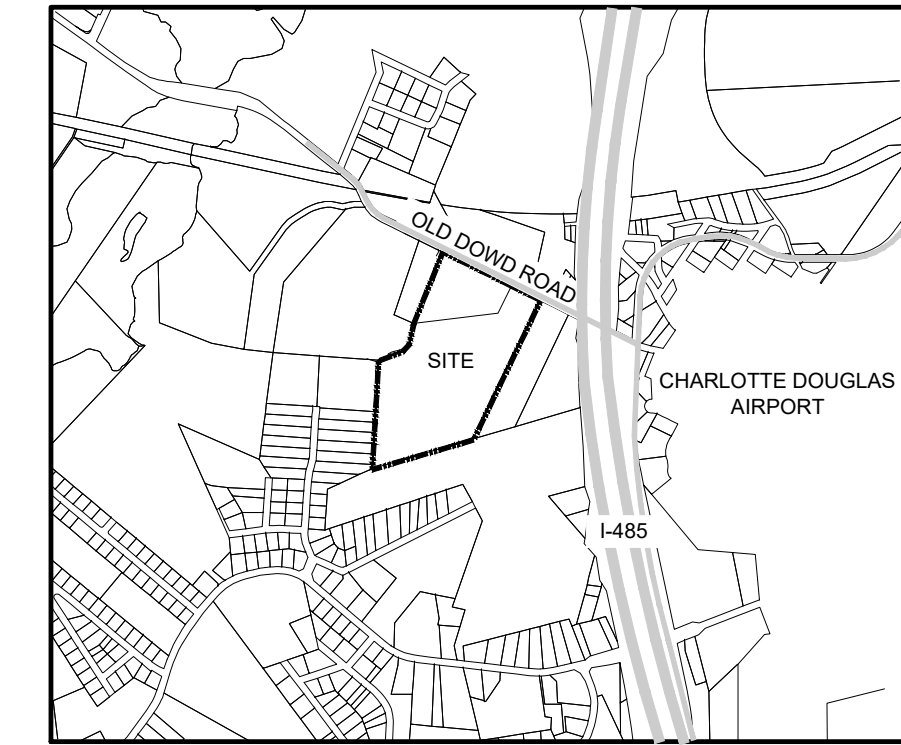 OLD DOWD ROAD
SITE
CHARLOTTE DOUGLAS
AIRPORT
I-485